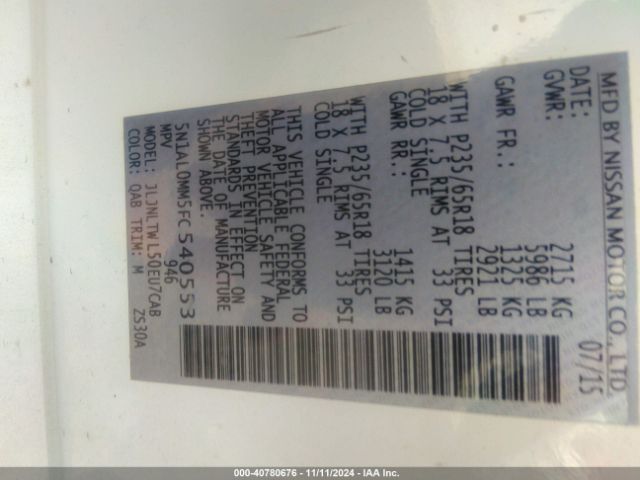 MFD BY NISSAN MOTOR CO., LTD.
DATE: 07/15
GVWR: 2715 KG
5986 LB
GAWR FR.: 1325 KG
2921 LB
WITH P235/65R18 TIRES
18 X 7.5 RIMS AT 33 PSI
COLD SINGLE
GAWR RR.: 1415 KG
3120 LB
WITH P235/65R18 TIRES
18 X 7.5 RIMS AT 33 PSI
COLD SINGLE
THIS VEHICLE CONFORMS TO
ALL APPLICABLE FEDERAL
MOTOR VEHICLE SAFETY AND
THEFT PREVENTION
STANDARDS IN EFFECT ON
THE DATE OF MANUFACTURE
SHOWN ABOVE.
5N1AL0MM5FC540553
MPV 946
MODEL: JLJNLTWL50EU7CAB
COLOR: QAB TRIM: M ZS30A
000-40780676 - 11/11/2024 - IAA Inc.